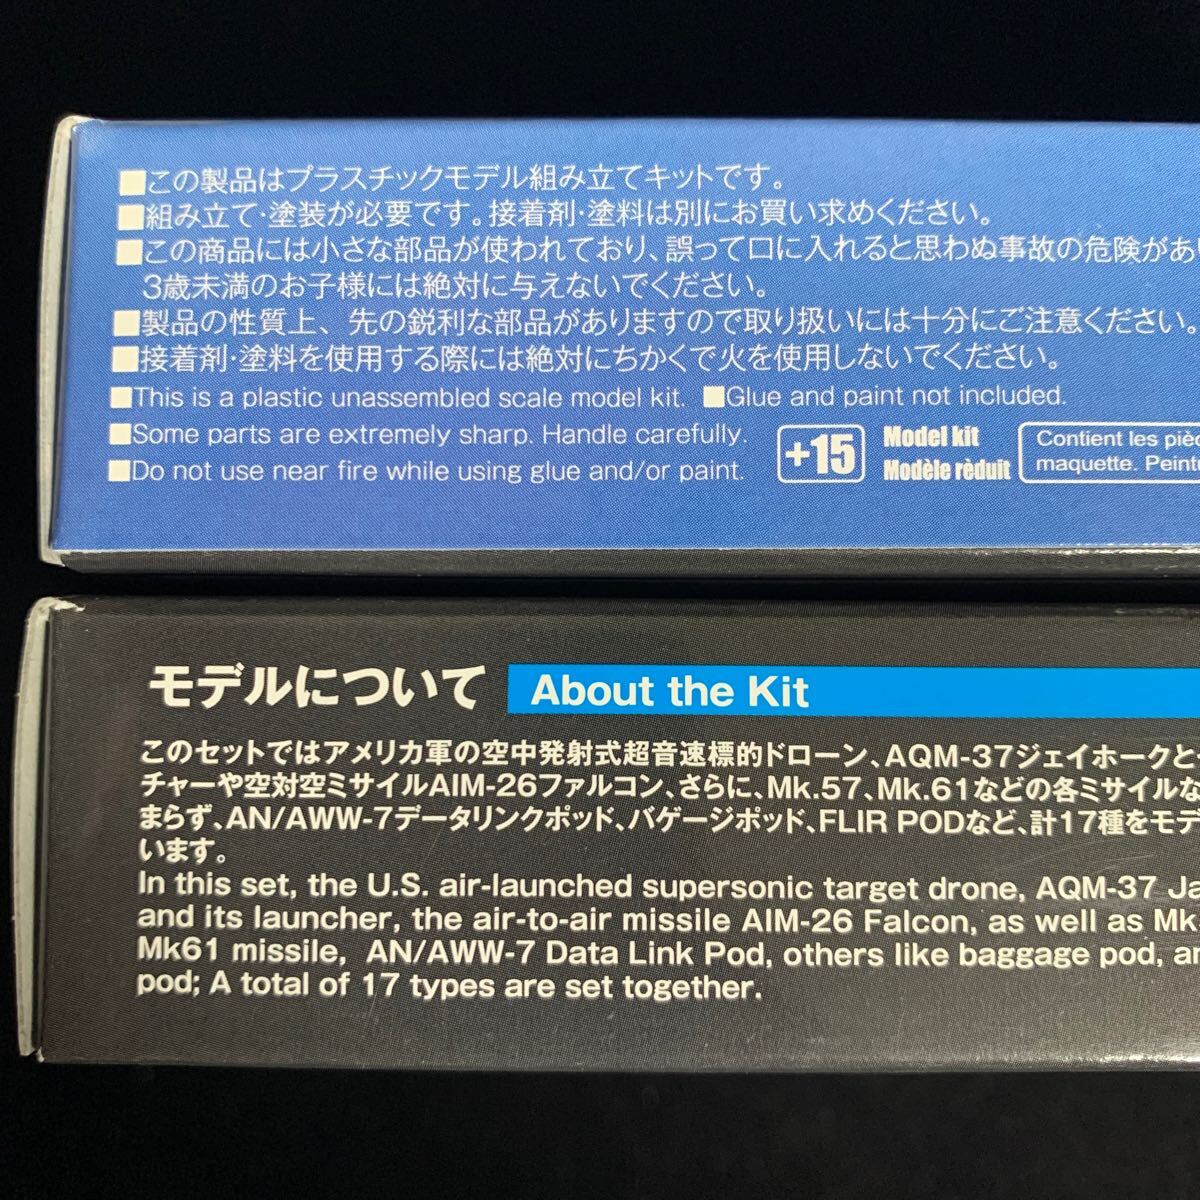 ■この製品はプラスチックモデル組み立てキットです。
■組み立て・塗装が必要です。接着剤・塗料は別にお買い求めください。
■この商品には小さな部品が使われており、誤って口に入れると思わぬ事故の危険があ
3歳未満のお子様には絶対に与えないでください。
■製品の性質上、先の鋭利な部品がありますので取り扱いには十分にご注意ください。
■接着剤・塗料を使用する際には絶対にちかくで火を使用しないでください。
■This is a plastic unassembled scale model kit. ■Glue and paint not included.
■Some parts are extremely sharp. Handle carefully.
■Do not use near fire while using glue and/or paint.
+15
Model kit
Modèle rèduit
Contient les pièc
maquette. Peint
モデルについて
About the Kit
このセットではアメリカ軍の空中発射式超音速標的ドローン、AQM-37ジェイホークと
チャーや空対空ミサイルAIM-26ファルコン、さらに、Mk.57、Mk.61などの各ミサイルな
まらず、AN/AWW-7データリンクポッド、バゲージポッド、FLIR PODなど、計17種をモデ
います。
In this set, the U.S. air-launched supersonic target drone, AQM-37 Ja
and its launcher, the air-to-air missile AIM-26 Falcon, as well as Mk
Mk61 missile, AN/AWW-7 Data Link Pod, others like baggage pod, an
pod; A total of 17 types are set together.